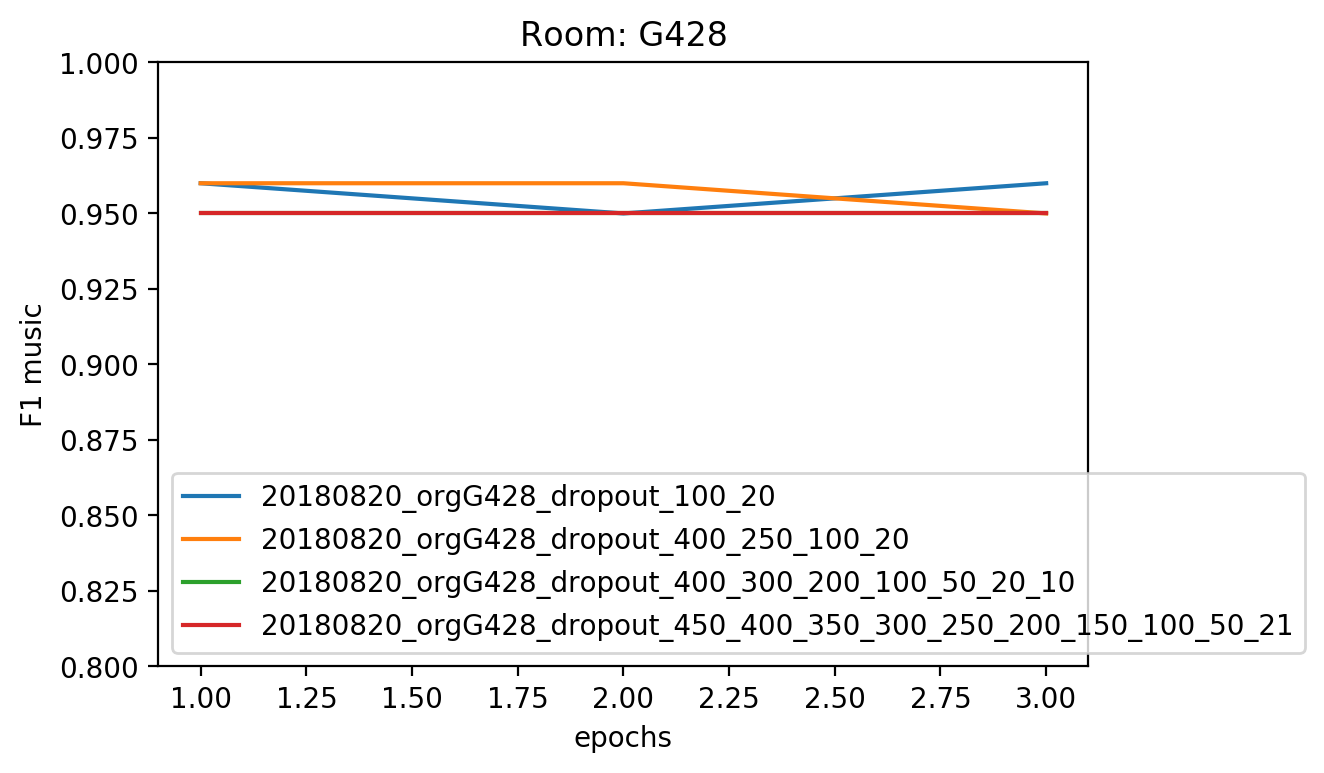 Room: G428
1.000
0.975
0.950
0.925
0.900
0.875
0.850
0.825
0.800
F1 music
20180820_orgG428_dropout_100_20
20180820_orgG428_dropout_400_250_100_20
20180820_orgG428_dropout_400_300_200_100_50_20_10
20180820_orgG428_dropout_450_400_350_300_250_200_150_100_50_21
1.00 1.25 1.50 1.75 2.00 2.25 2.50 2.75 3.00
epochs